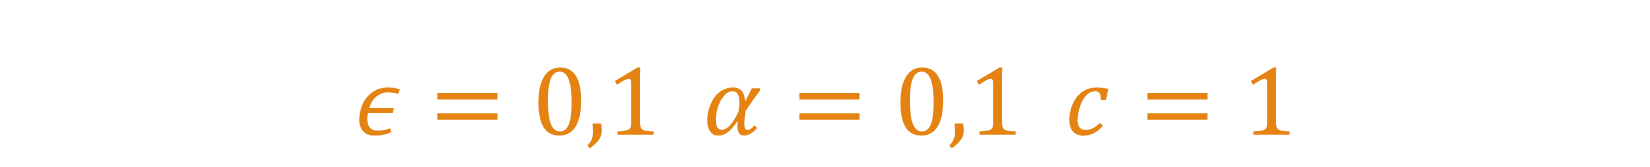 𝜖 = 0,1 𝛼 = 0,1 𝑐 = 1